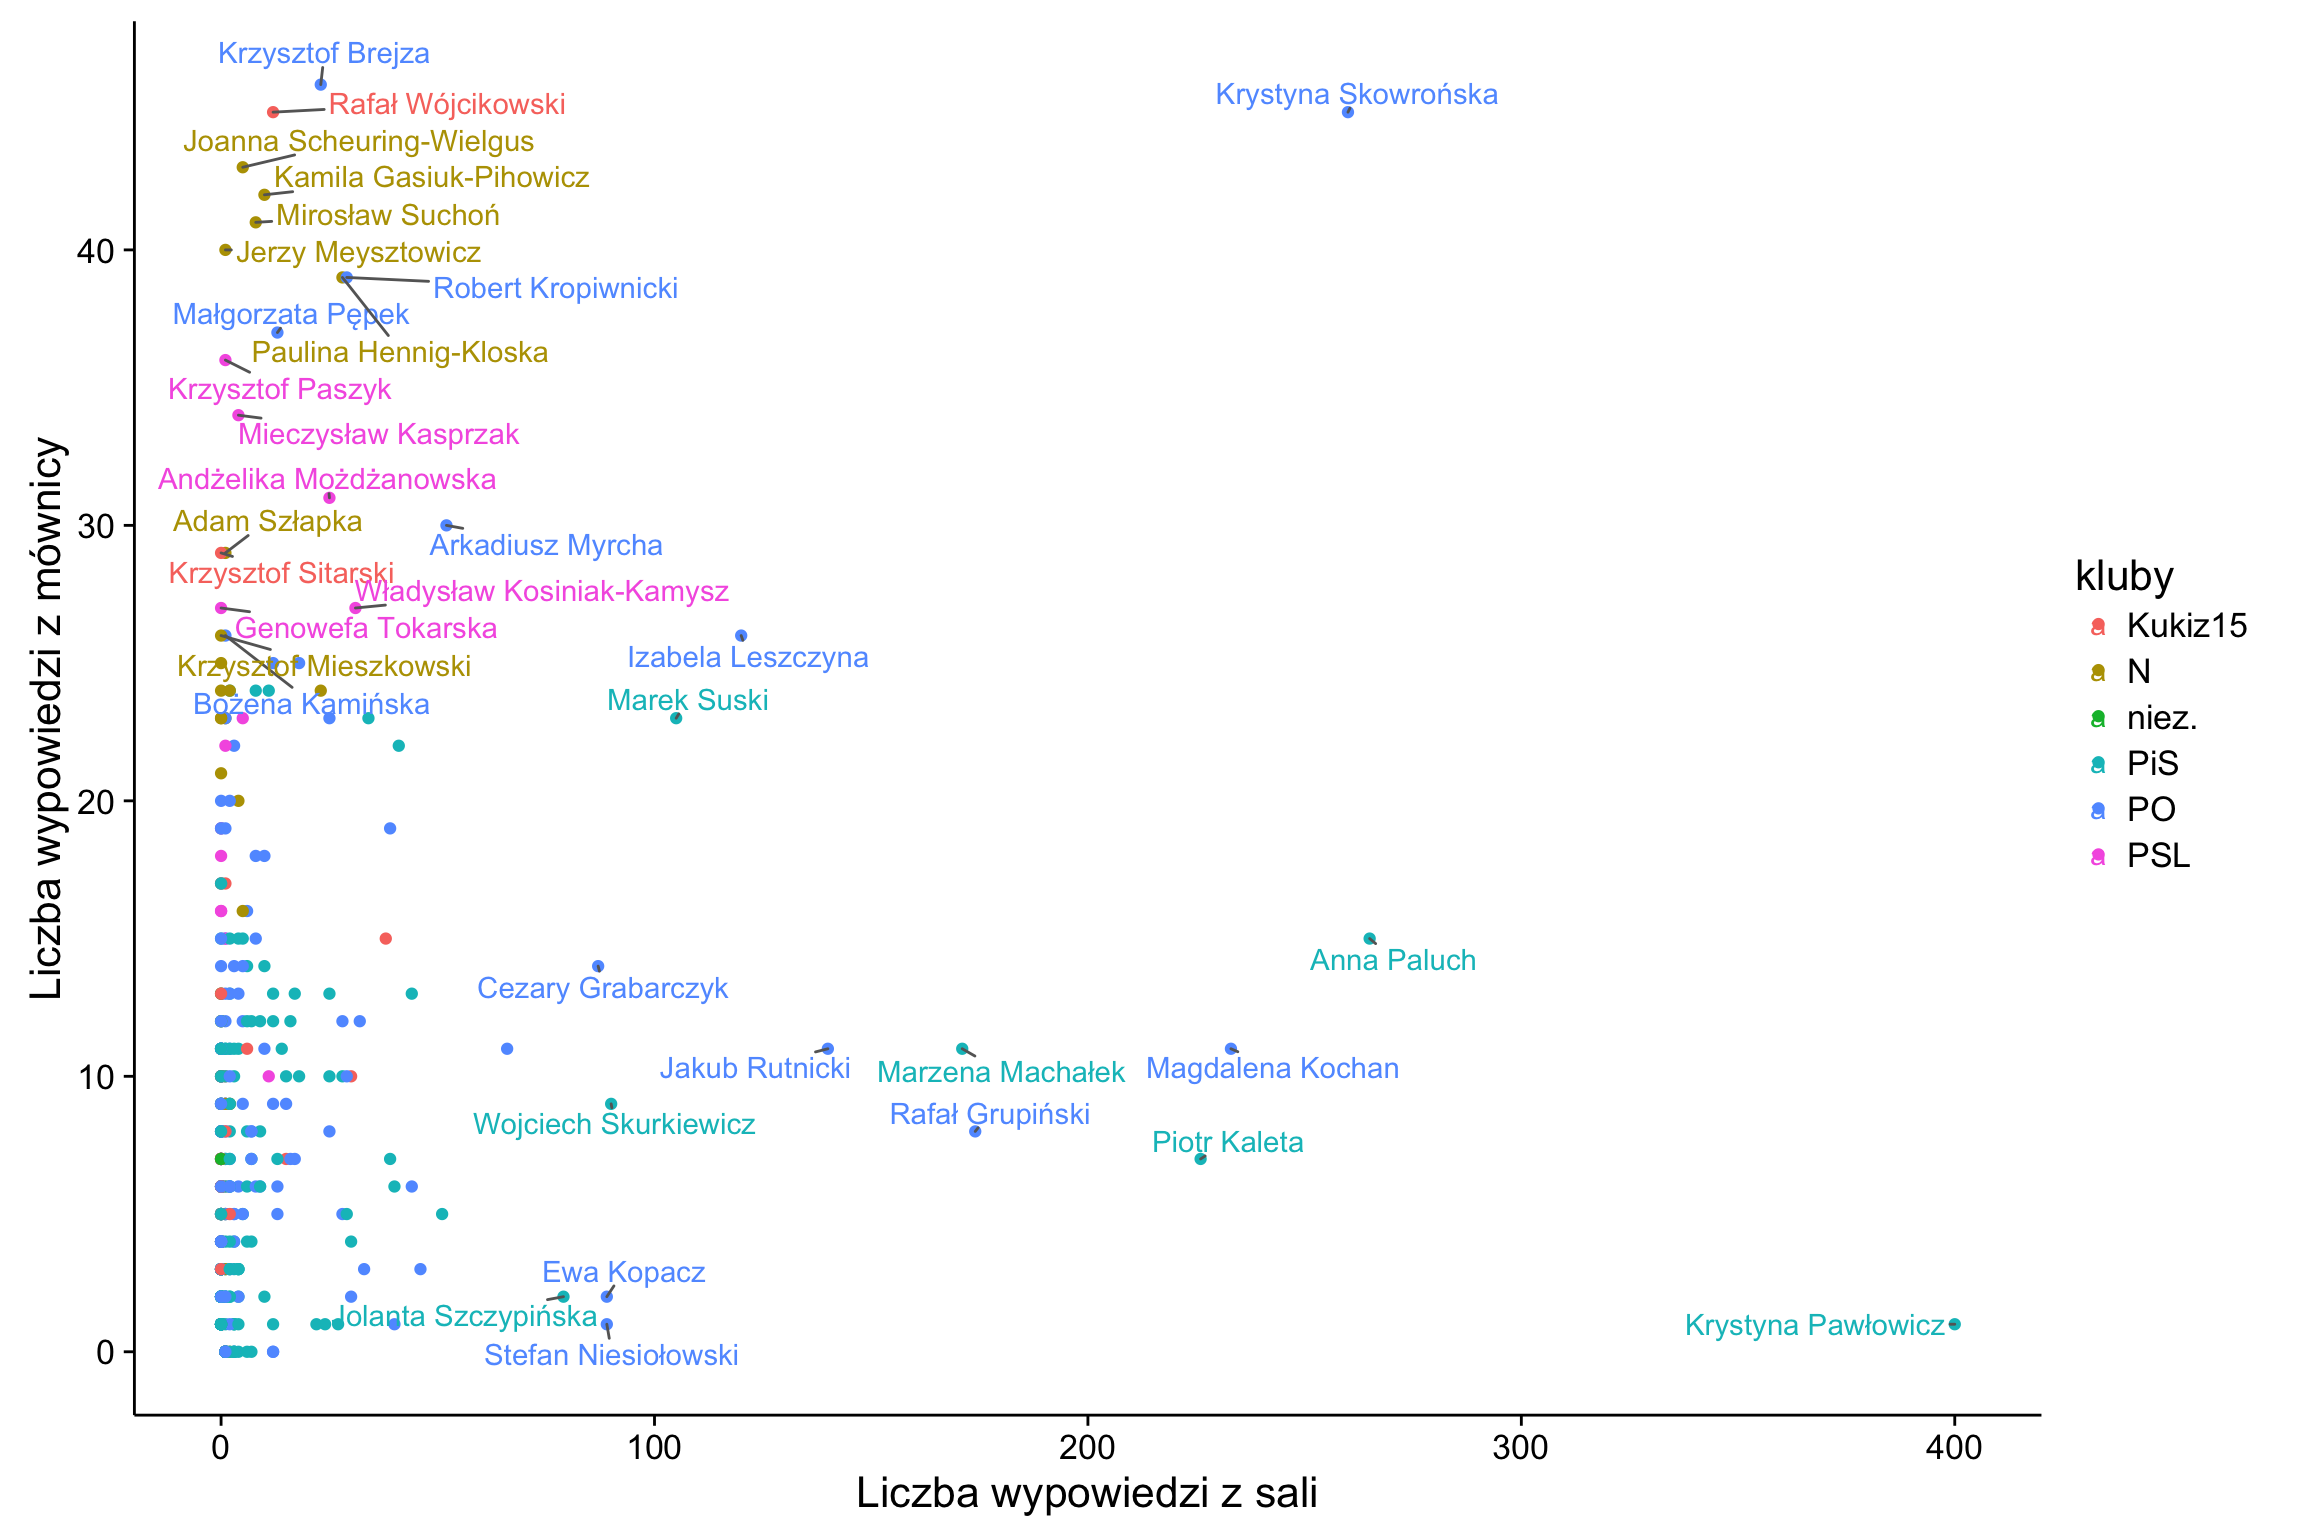 Krzysztof Brejza
Krystyna Skowrońska
Rafał Wójcikowski
Joanna Scheuring-Wielgus
Kamila Gasiuk-Pihowicz
Mirosław Suchoń
40
Jerzy Meysztowicz
Robert Kropiwnicki
Małgorzata Pępek
Paulina Hennig-Kloska
Krzysztof Paszyk
Mieczysław Kasprzak
Andżelika Możdżanowska
Adam Szłapka
30
Arkadiusz Myrcha
Krzysztof Sitarski
Władysław Kosiniak-Kamysz
Genowefa Tokarska
Izabela Leszczyna
Krzysztof Mieszkowski
Marek Suski
Bożena Kamińska
20
Anna Paluch
Cezary Grabarczyk
Jakub Rutnicki
Marzena Machałek
Magdalena Kochan
10
Rafał Grupiński
Wojciech Skurkiewicz
Piotr Kaleta
Ewa Kopacz
Jolanta Szczypińska
Krystyna Pawłowicz
Stefan Niesiołowski
0
0
100
200
300
400
Liczba wypowiedzi z sali
Liczba wypowiedzi z mównicy
kluby
a Kukiz15
a N
a niez.
a PiS
a PO
a PSL